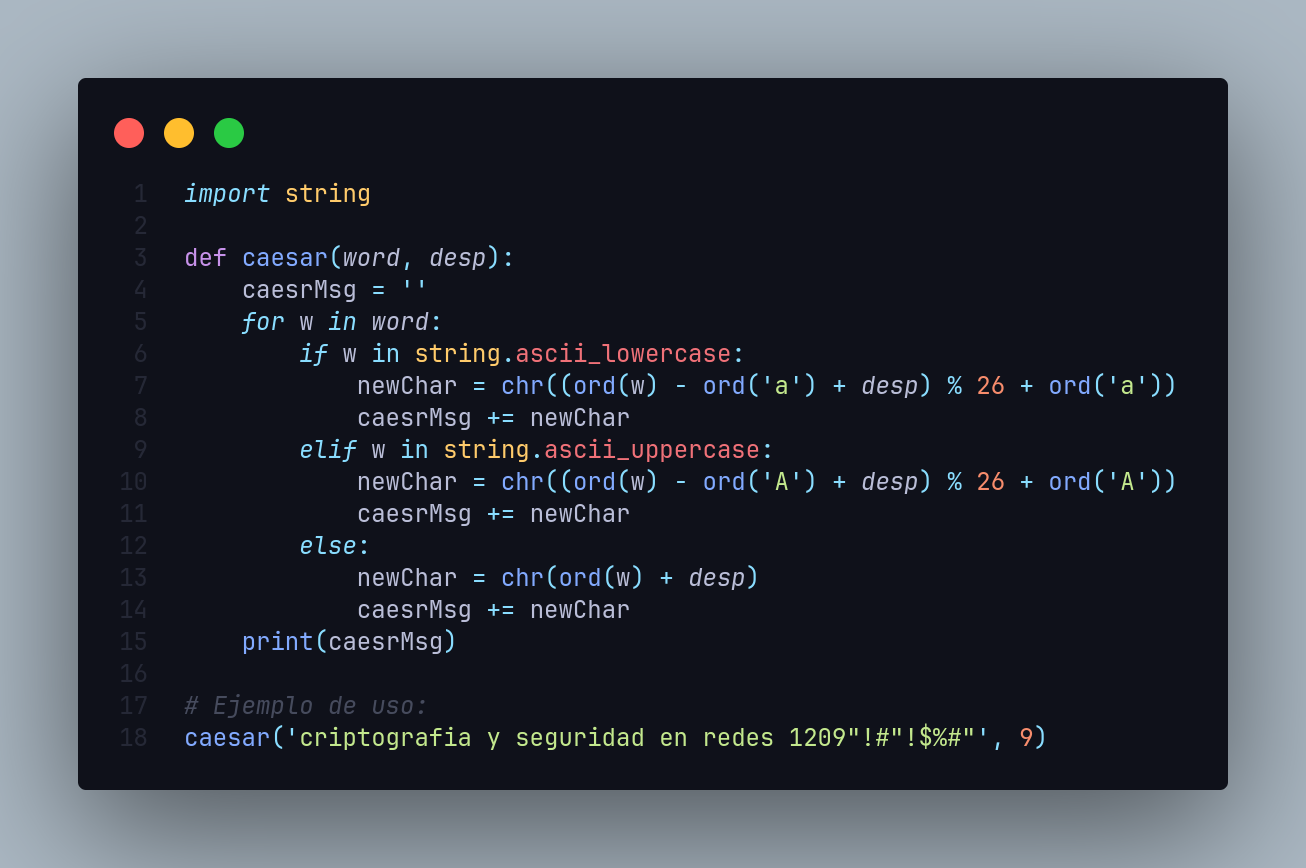 1 import string
2
3 def caesar(word, desp):
4     caesrMsg = ''
5     for w in word:
6         if w in string.ascii_lowercase:
7             newChar = chr((ord(w) - ord('a') + desp) % 26 + ord('a'))
8             caesrMsg += newChar
9         elif w in string.ascii_uppercase:
10             newChar = chr((ord(w) - ord('A') + desp) % 26 + ord('A'))
11             caesrMsg += newChar
12         else:
13             newChar = chr(ord(w) + desp)
14             caesrMsg += newChar
15     print(caesrMsg)
16
17 # Ejemplo de uso:
18 caesar('criptografia y seguridad en redes 1209"!#"!$%#"', 9)